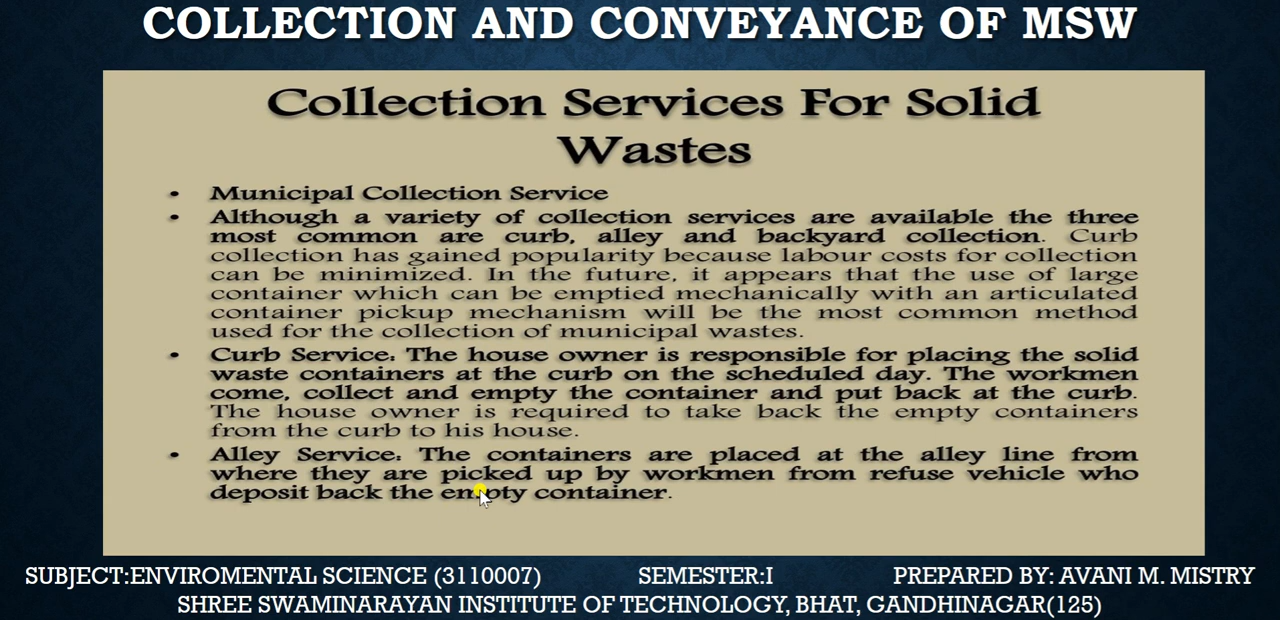 COLLECTION AND CONVEYANCE OF MSW
Collection Services For Solid
Wastes
• Municipal Collection Service
• Although a variety of collection services are available the three
most common are curb, alley and backyard collection. Curb
collection has gained popularity because labour costs for collection
can be minimized. In the future, it appears that the use of large
container which can be emptied mechanically with an articulated
container pickup mechanism will be the most common method
used for the collection of municipal wastes.
• Curb Service: The house owner is responsible for placing the solid
waste containers at the curb on the scheduled day. The workmen
come, collect and empty the container and put back at the curb.
The house owner is required to take back the empty containers
from the curb to his house.
• Alley Service: The containers are placed at the alley line from
where they are picked up by workmen from refuse vehicle who
deposit back the empty container.
SUBJECT:ENVIROMENTAL SCIENCE (3110007) SEMESTER:I PREPARED BY: AVANI M. MISTRY
SHREE SWAMINARAYAN INSTITUTE OF TECHNOLOGY, BHAT, GANDHINAGAR(125)